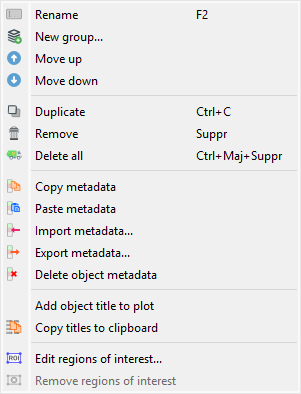 Rename F2
New group...
Move up
Move down
Duplicate Ctrl+C
Remove Suppr
Delete all Ctrl+Maj+Suppr
Copy metadata
Paste metadata
Import metadata...
Export metadata...
Delete object metadata
Add object title to plot
Copy titles to clipboard
ROI Edit regions of interest...
Remove regions of interest